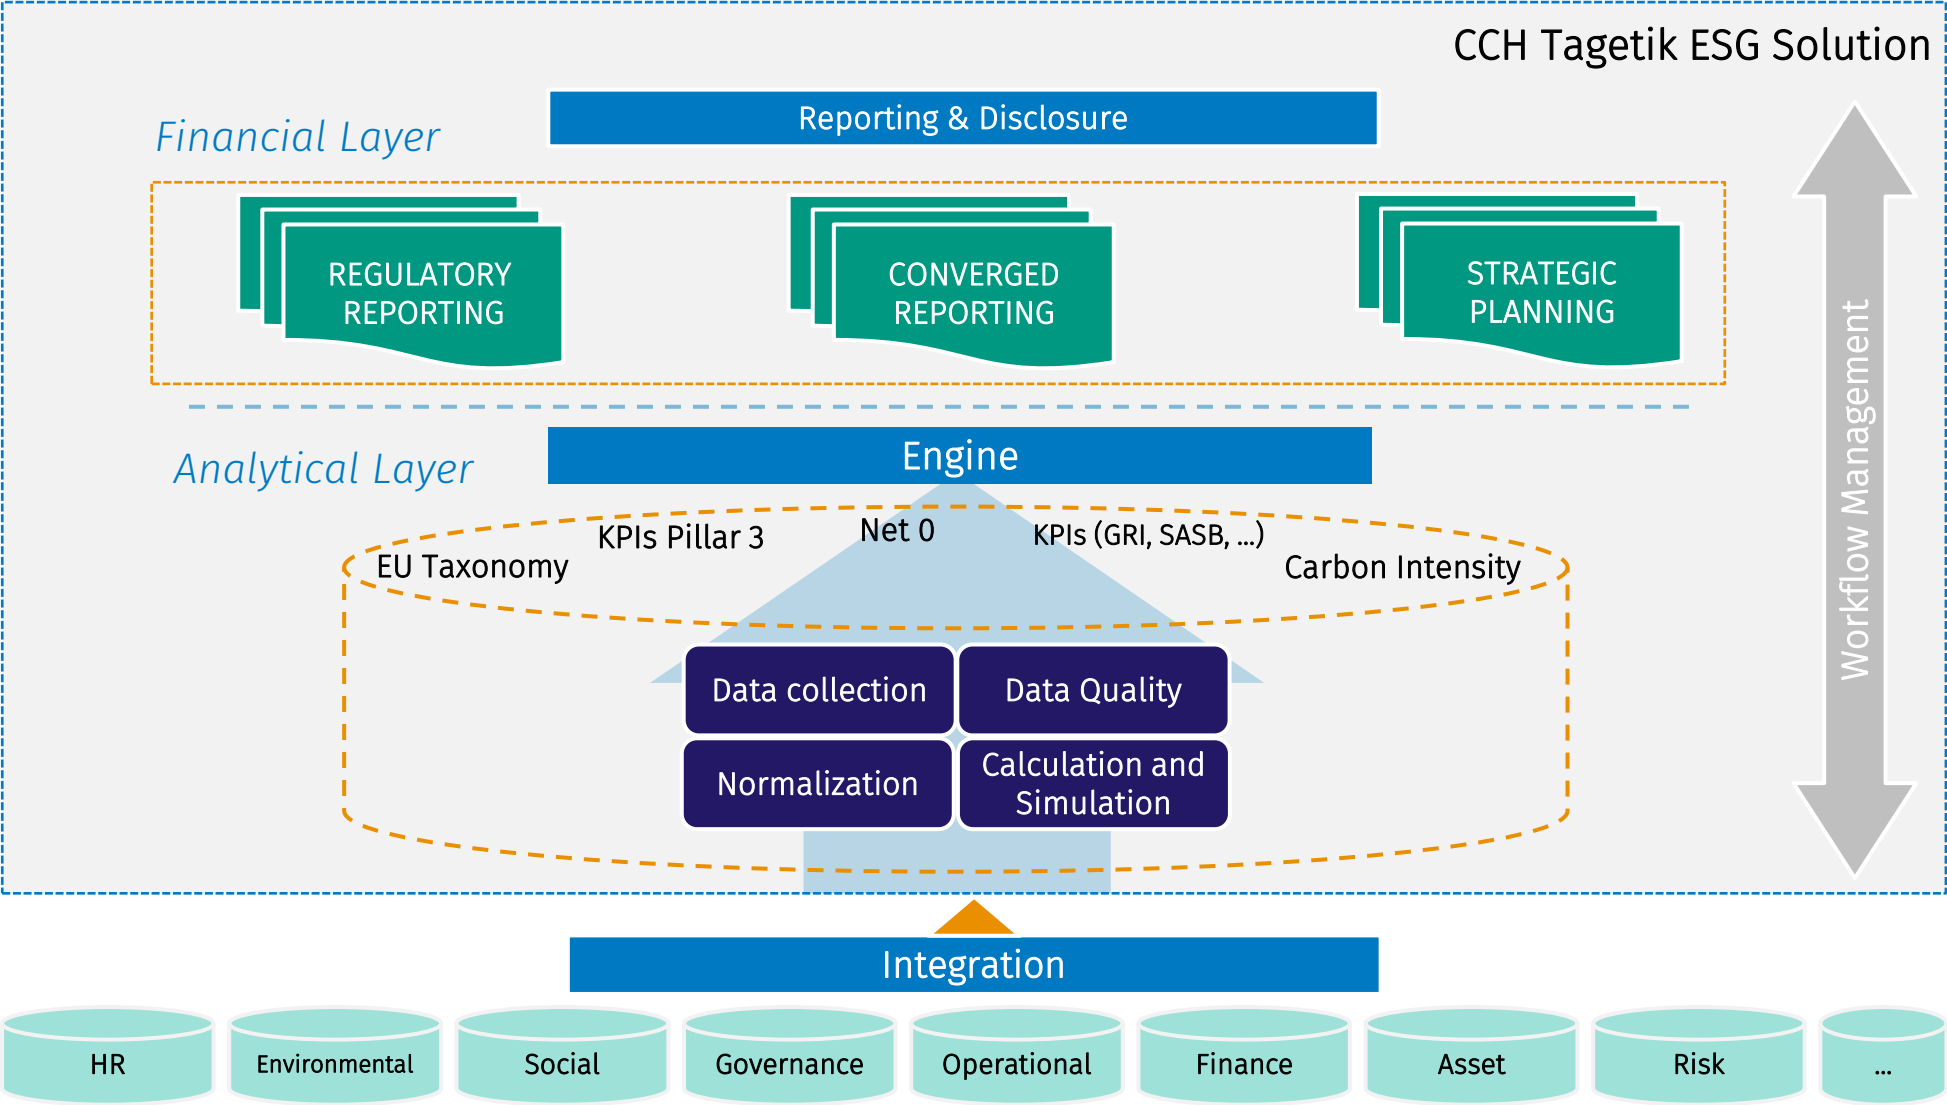 CCH Tagetik ESG Solution
Reporting & Disclosure
Financial Layer
REGULATORY
REPORTING
CONVERGED
REPORTING
STRATEGIC
PLANNING
Workflow Management
Engine
Analytical Layer
EU Taxonomy
KPIs Pillar 3
Net 0
KPIs (GRI, SASB, ...)
Carbon Intensity
Data collection
Data Quality
Normalization
Calculation and
Simulation
Integration
HR
Environmental
Social
Governance
Operational
Finance
Asset
Risk
...